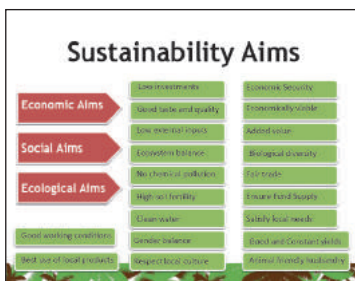 Sustainability Aims
Economic Aims
Social Aims
Ecological Aims
Good working conditions
Best use of local products
Low investments
Good taste and quality
Low external inputs
Ecosystem balance
No chemical pollution
High soil fertility
Clean water
Gender balance
Respect local culture
Economic Security
Economically viable
Added value
Biological diversity
Fair trade
Ensure Food Supply
Satisfy local needs
Good and Constant yields
Animal friendly husbandry